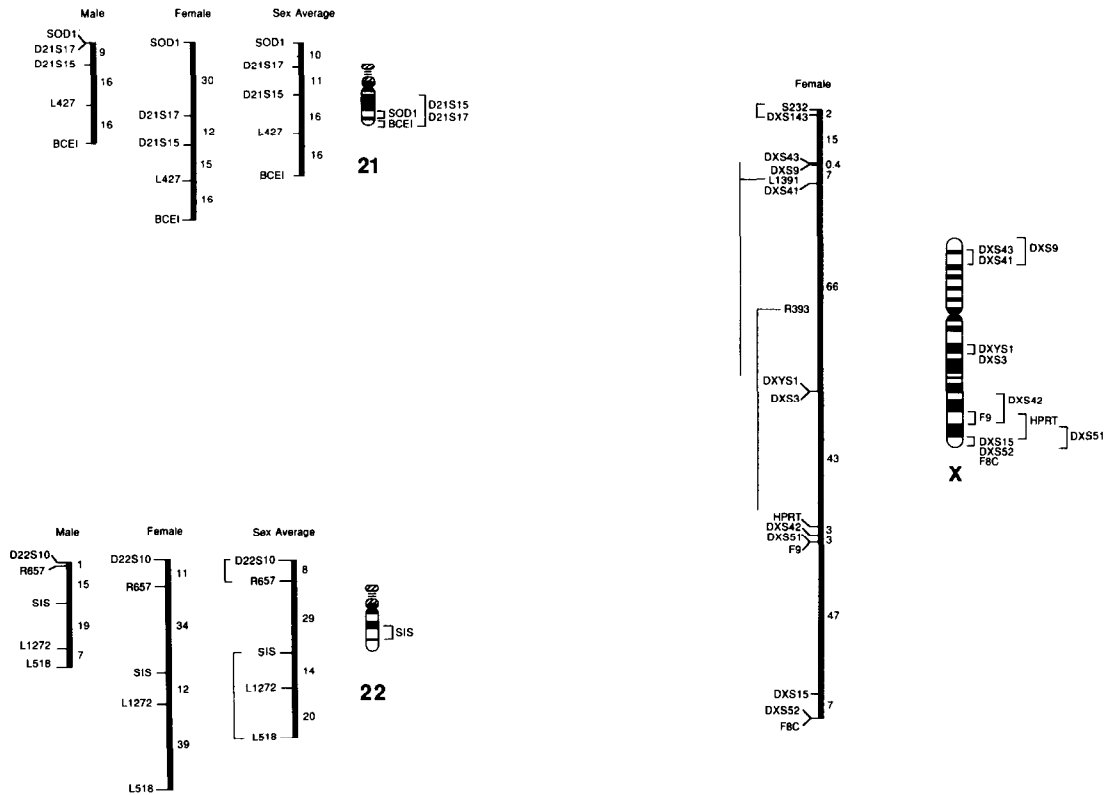 Male
SOD1
D21S17
9
D21S15
16
L427
16
BCEI
Female
SOD1
30
D21S17
12
D21S15
15
L427
16
BCEI
Sex Average
SOD1
10
D21S17
11
D21S15
16
L427
16
BCEI
SOD1
BCEI
D21S15
D21S17
21
Female
S232
2
DXS143
15
DXS43
0.4
DXS9
7
L1391
DXS41
66
R393
DXYS1
DXS3
43
HPRT
3
DXS42
3
DXS51
F9
47
DXS15
7
DXS52
F8C
DXS43
DXS41
DXS9
DXYS1
DXS3
DXS42
F9
HPRT
DXS51
DXS15
DXS52
F8C
X
Male
D22S10
1
R657
15
SIS
19
L1272
7
L518
Female
D22S10
11
R657
34
SIS
12
L1272
39
L518
Sex Average
D22S10
8
R657
29
SIS
14
L1272
20
L518
SIS
22